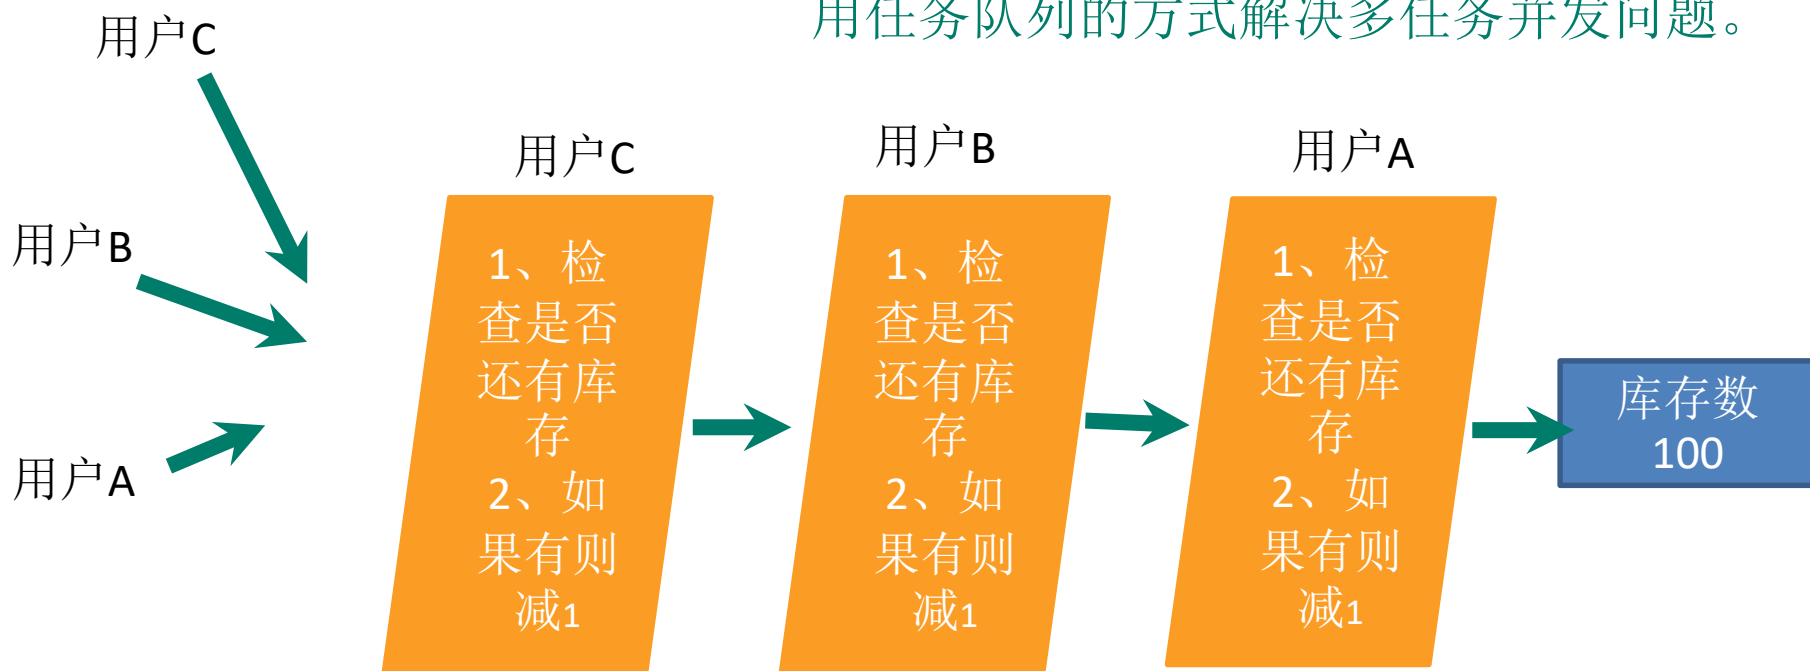 用任务队列的方式解决多任务并发问题。
用户C
用户B
用户A
用户C
1、检
查是否
还有库
存
2、如
果有则
减1
用户B
1、检
查是否
还有库
存
2、如
果有则
减1
用户A
1、检
查是否
还有库
存
2、如
果有则
减1
库存数
100